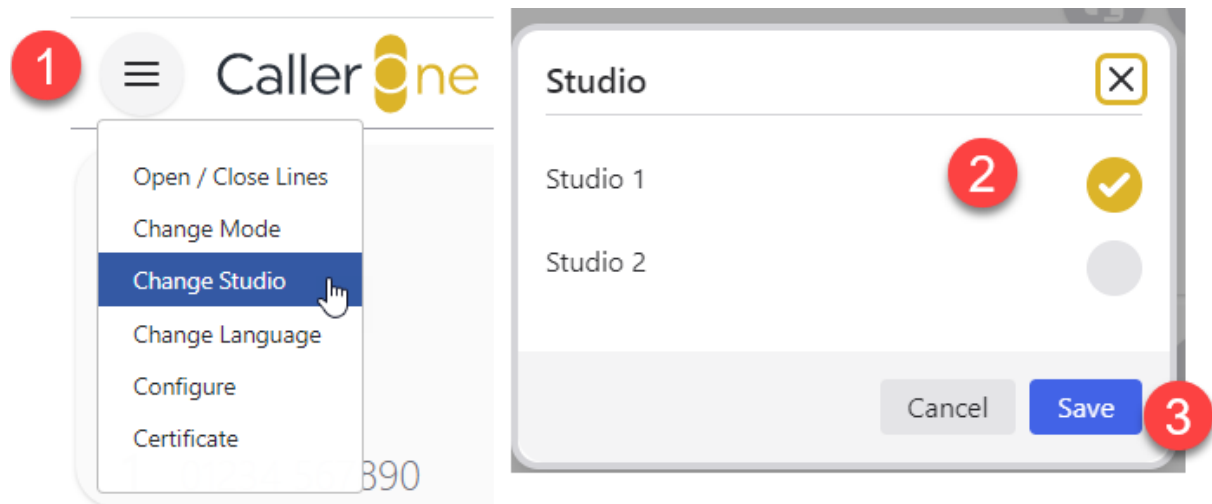 1
Caller One
Open / Close Lines
Change Mode
Change Studio
Change Language
Configure
Certificate
890
Studio
2
Studio 1
Studio 2
Cancel
Save
3